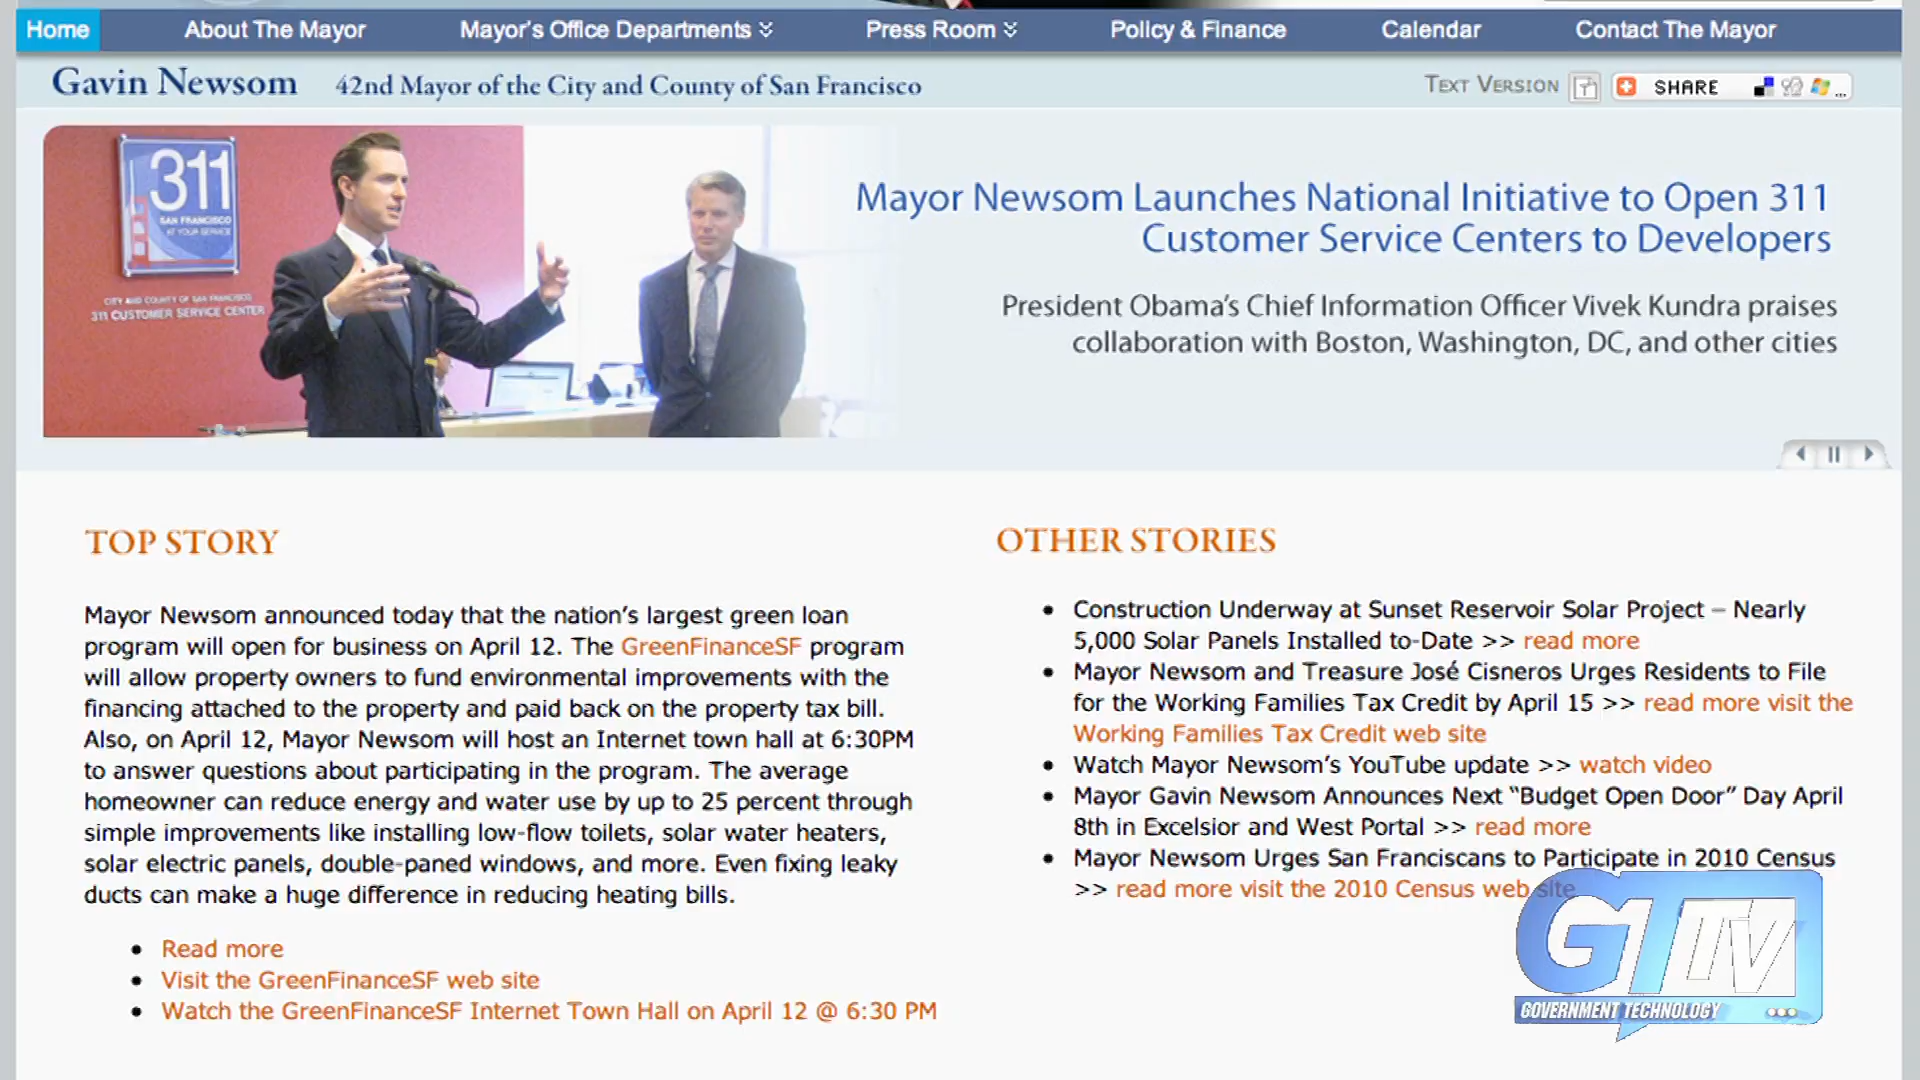 Home About The Mayor Mayor's Office Departments Press Room Policy & Finance Calendar Contact The Mayor
Gavin Newsom 42nd Mayor of the City and County of San Francisco TEXT VERSION T SHARE ...
311
SAN FRANCISCO
AT YOUR SERVICE
CITY AND COUNTY OF SAN FRANCISCO
311 CUSTOMER SERVICE CENTER
Mayor Newsom Launches National Initiative to Open 311
Customer Service Centers to Developers
President Obama's Chief Information Officer Vivek Kundra praises
collaboration with Boston, Washington, DC, and other cities
TOP STORY
Mayor Newsom announced today that the nation's largest green loan
program will open for business on April 12. The GreenFinanceSF program
will allow property owners to fund environmental improvements with the
financing attached to the property and paid back on the property tax bill.
Also, on April 12, Mayor Newsom will host an Internet town hall at 6:30PM
to answer questions about participating in the program. The average
homeowner can reduce energy and water use by up to 25 percent through
simple improvements like installing low-flow toilets, solar water heaters,
solar electric panels, double-paned windows, and more. Even fixing leaky
ducts can make a huge difference in reducing heating bills.
• Read more
• Visit the GreenFinanceSF web site
• Watch the GreenFinanceSF Internet Town Hall on April 12 @ 6:30 PM
OTHER STORIES
• Construction Underway at Sunset Reservoir Solar Project – Nearly
5,000 Solar Panels Installed to-Date >> read more
• Mayor Newsom and Treasure José Cisneros Urges Residents to File
for the Working Families Tax Credit by April 15 >> read more visit the
Working Families Tax Credit web site
• Watch Mayor Newsom's YouTube update >> watch video
• Mayor Gavin Newsom Announces Next “Budget Open Door” Day April
8th in Excelsior and West Portal >> read more
• Mayor Newsom Urges San Franciscans to Participate in 2010 Census
>> read more visit the 2010 Census web site
GTTV
GOVERNMENT TECHNOLOGY